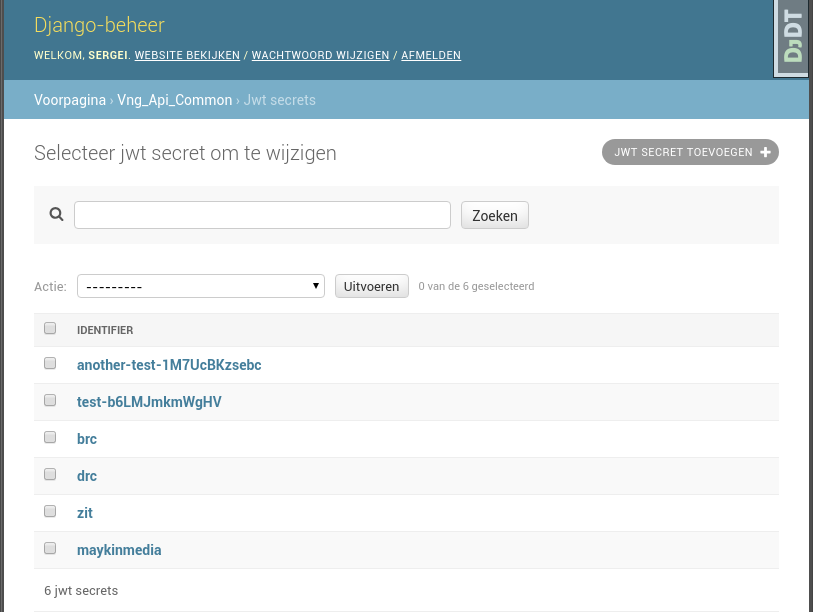 Django-beheer
WELKOM, SERGEI. WEBSITE BEKIJKEN / WACHTWOORD WIJZIGEN / AFMELDEN
DjDT
Voorpagina › Vng_Api_Common › Jwt secrets
Selecteer jwt secret om te wijzigen
JWT SECRET TOEVOEGEN +
Zoeken
Actie: --------- Uitvoeren 0 van de 6 geselecteerd
IDENTIFIER
another-test-1M7UcBKzsebc
test-b6LMJmkmWgHV
brc
drc
zit
maykinmedia
6 jwt secrets